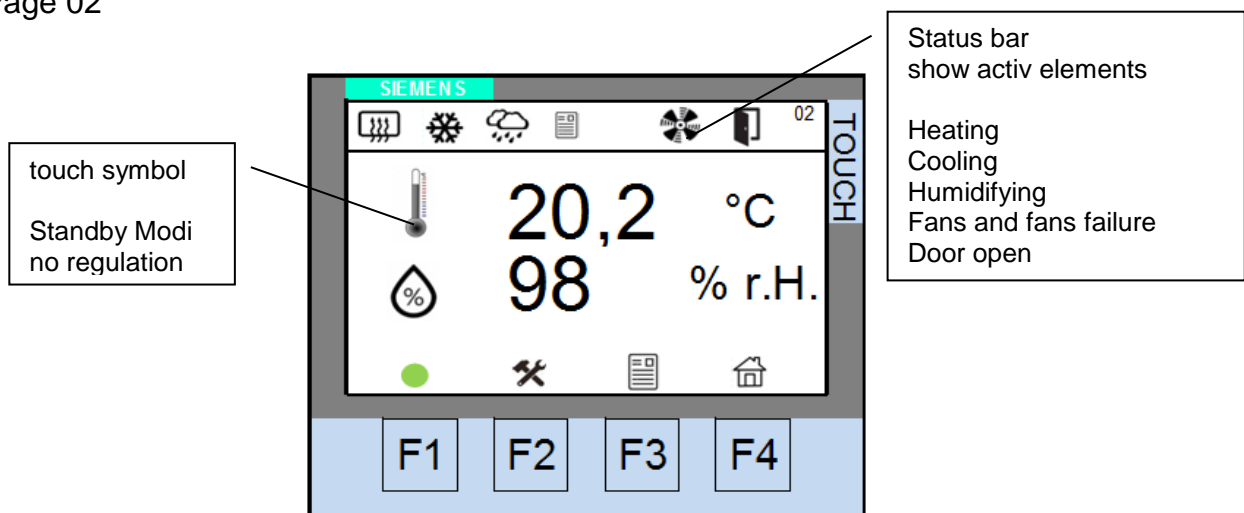 Page 02
Status bar
show activ elements
Heating
Cooling
Humidifying
Fans and fans failure
Door open
touch symbol
Standby Modi
no regulation
SIEMENS
02
TOUCH
20,2 °C
98 % r.H.
%
F1 F2 F3 F4